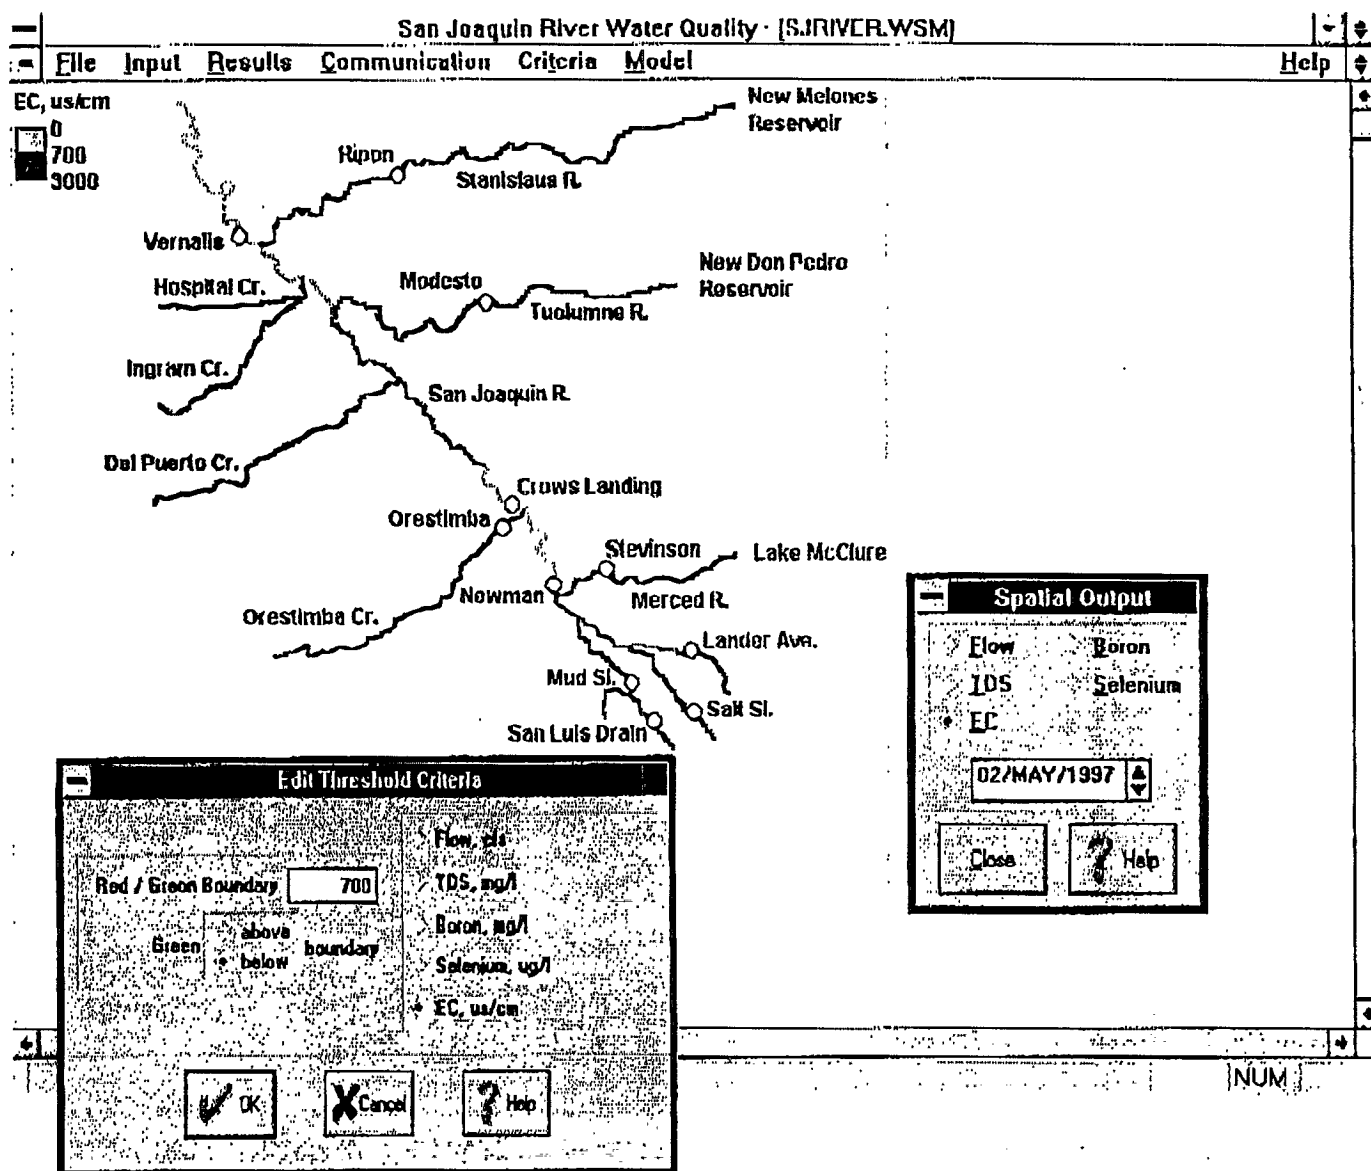 San Joaquin River Water Quality - [SJRIVER.WSM]
File Input Results Communication Criteria Model Help
EC, us/cm
0
700
3000
New Melones
Reservoir
Ripon
Stanislaus R.
Vernalis
Hospital Cr.
Modesto
New Don Pedro
Reservoir
Tuolumne R.
Ingram Cr.
San Joaquin R.
Del Puerto Cr.
Crows Landing
Orestimba
Stevinson
Lake McClure
Newman
Merced R.
Orestimba Cr.
Lander Ave.
Mud Sl.
Salt Sl.
San Luis Drain
Spatial Output
Flow Boron
TDS Selenium
EC
02/MAY/1997
Close Help
Edit Threshold Criteria
Flow, cfs
Red / Green Boundary 700
TDS, mg/l
Boron, mg/l
above
Green boundary
below
Selenium, ug/l
EC, us/cm
OK Cancel Help
NUM